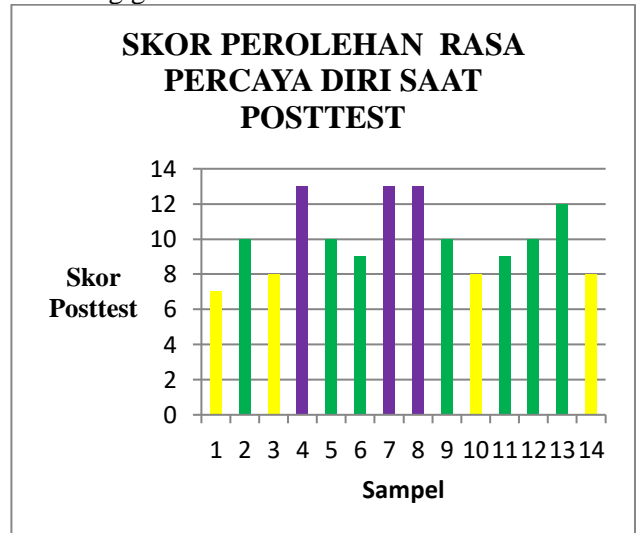 SKOR PEROLEHAN RASA
PERCAYA DIRI SAAT
POSTTEST
14
12
10
8
6
4
2
0
Skor
Posttest
1 2 3 4 5 6 7 8 9 10 11 12 13 14
Sampel